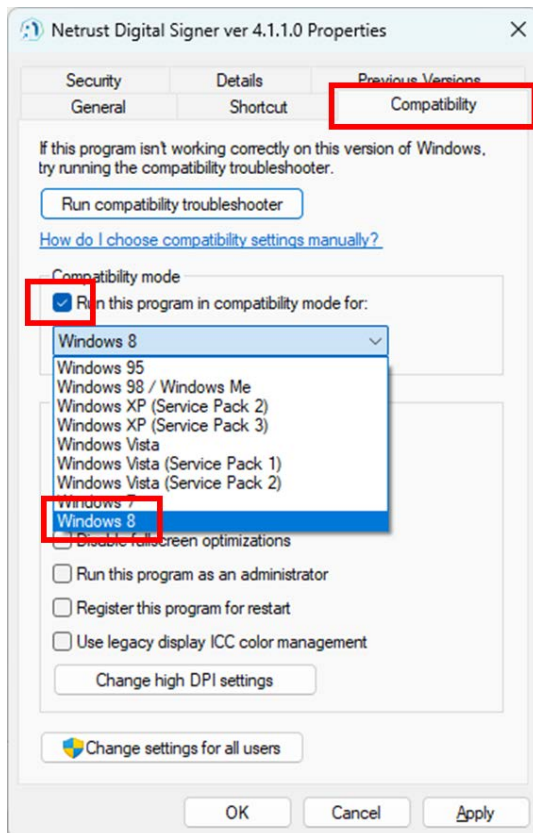 Netrust Digital Signer ver 4.1.1.0 Properties
Security Details Previous Versions
General Shortcut Compatibility
If this program isn't working correctly on this version of Windows,
try running the compatibility troubleshooter.
Run compatibility troubleshooter
How do I choose compatibility settings manually?
Compatibility mode
Run this program in compatibility mode for:
Windows 8
Windows 95
Windows 98 / Windows Me
Windows XP (Service Pack 2)
Windows XP (Service Pack 3)
Windows Vista
Windows Vista (Service Pack 1)
Windows Vista (Service Pack 2)
Windows 7
Windows 8
Disable fullscreen optimizations
Run this program as an administrator
Register this program for restart
Use legacy display ICC color management
Change high DPI settings
Change settings for all users
OK Cancel Apply